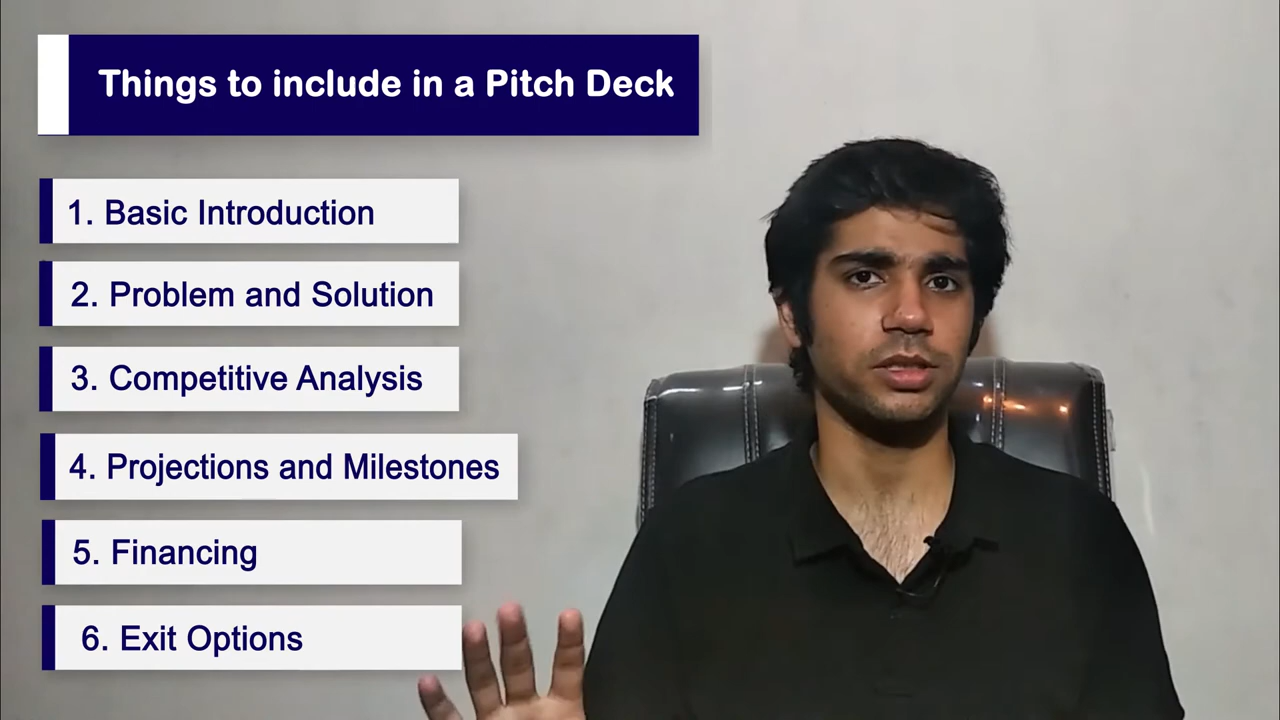 Things to include in a Pitch Deck
1. Basic Introduction
2. Problem and Solution
3. Competitive Analysis
4. Projections and Milestones
5. Financing
6. Exit Options